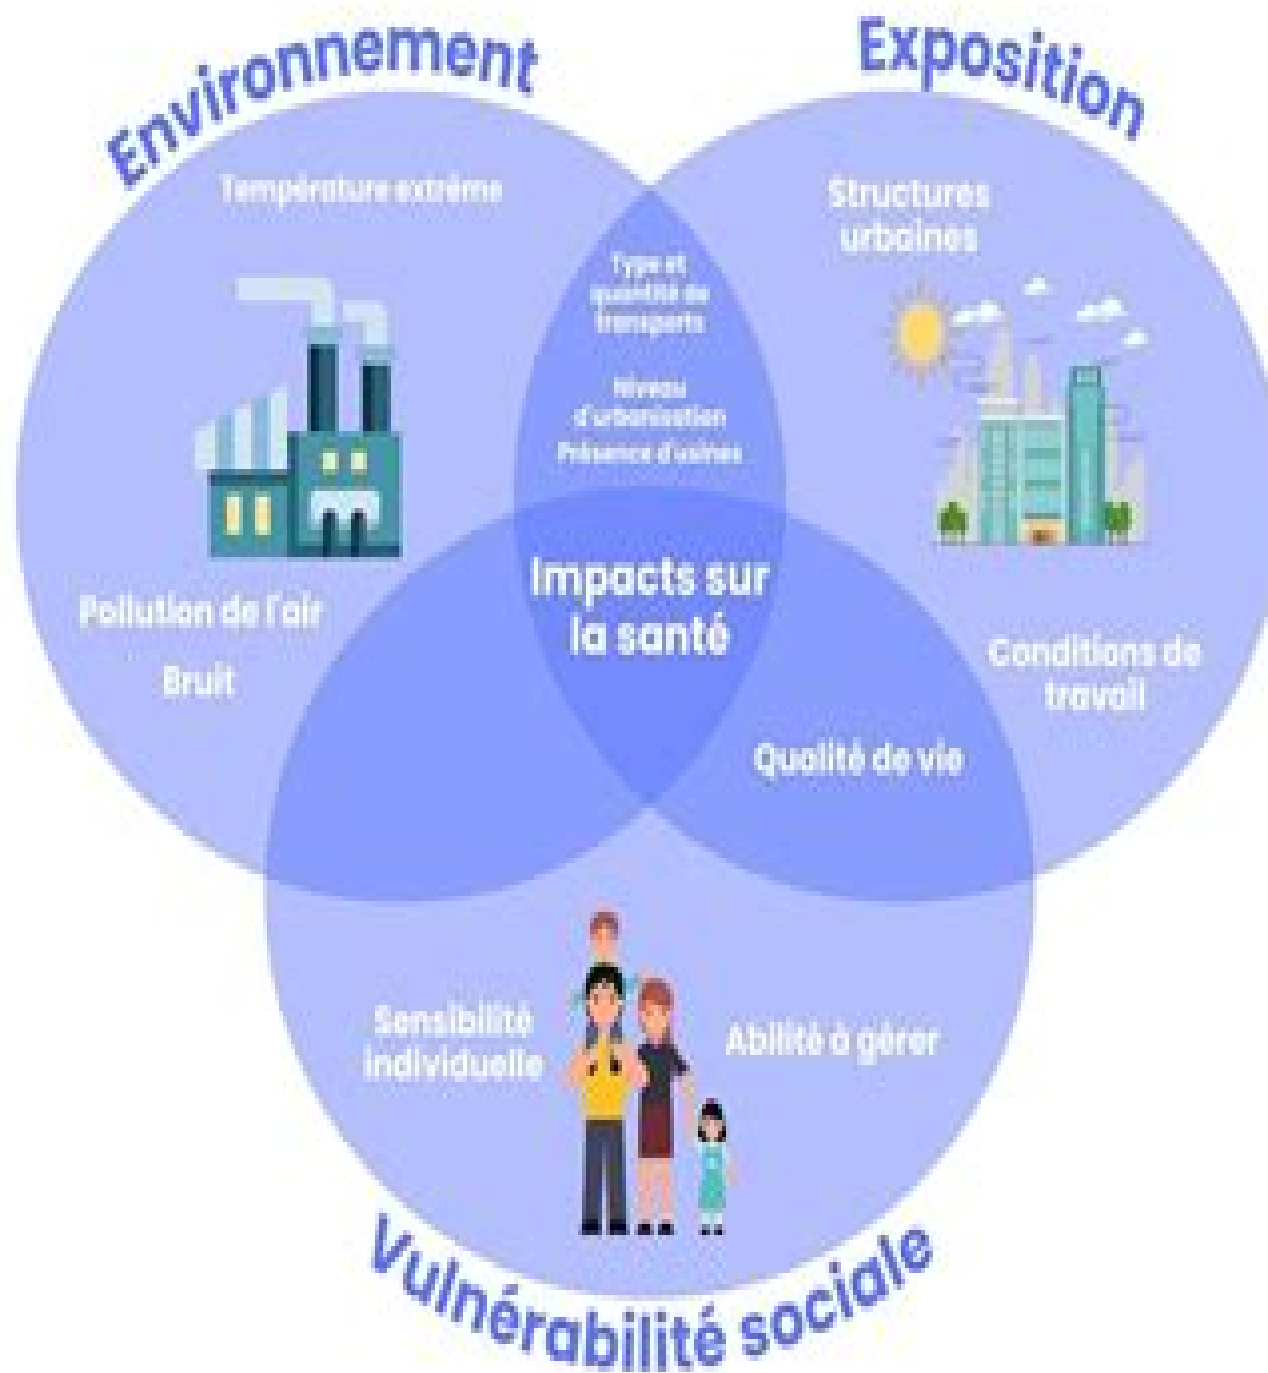 Environnement
Exposition
Température extrême
Structures
urbaines
Type et
quantité de
transports
Niveau
d'urbanisation
Présence d'usines
Impacts sur
la santé
Pollution de l'air
Bruit
Conditions de
travail
Qualité de vie
Sensibilité
individuelle
Abilité à gérer
Vulnérabilité sociale